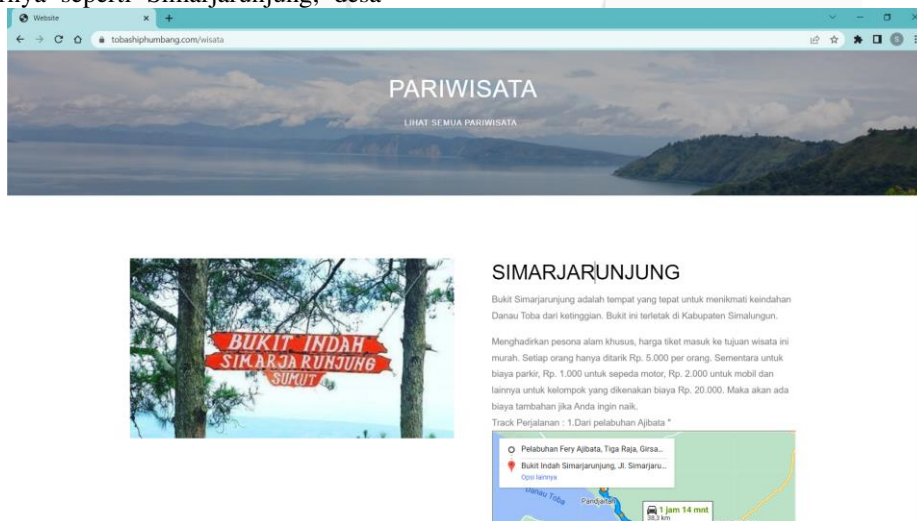 nya seperti Simarjarunjung, desa
Website
tobashiphumbang.com/wisata
S
PARIWISATA
LIHAT SEMUA PARIWISATA
BUKIT INDAH
SIMARJARUNJUNG
SUMUT
SIMARJARUNJUNG
Bukit Simarjarunjung adalah tempat yang tepat untuk menikmati keindahan
Danau Toba dari ketinggian. Bukit ini terletak di Kabupaten Simalungun.
Menghadirkan pesona alam khusus, harga tiket masuk ke tujuan wisata ini
murah. Setiap orang hanya ditarik Rp. 5.000 per orang. Sementara untuk
biaya parkir, Rp. 1.000 untuk sepeda motor, Rp. 2.000 untuk mobil dan
lainnya untuk kelompok yang dikenakan biaya Rp. 20.000. Maka akan ada
biaya tambahan jika Anda ingin naik.
Track Perjalanan : 1.Dari pelabuhan Ajibata "
Pelabuhan Fery Ajibata, Tiga Raja, Girsa...
Bukit Indah Simarjarunjung, Jl. Simarjaru...
Opsi lainnya
Danau Toba
Pandjaitan
1 jam 14 mnt
38,3 km